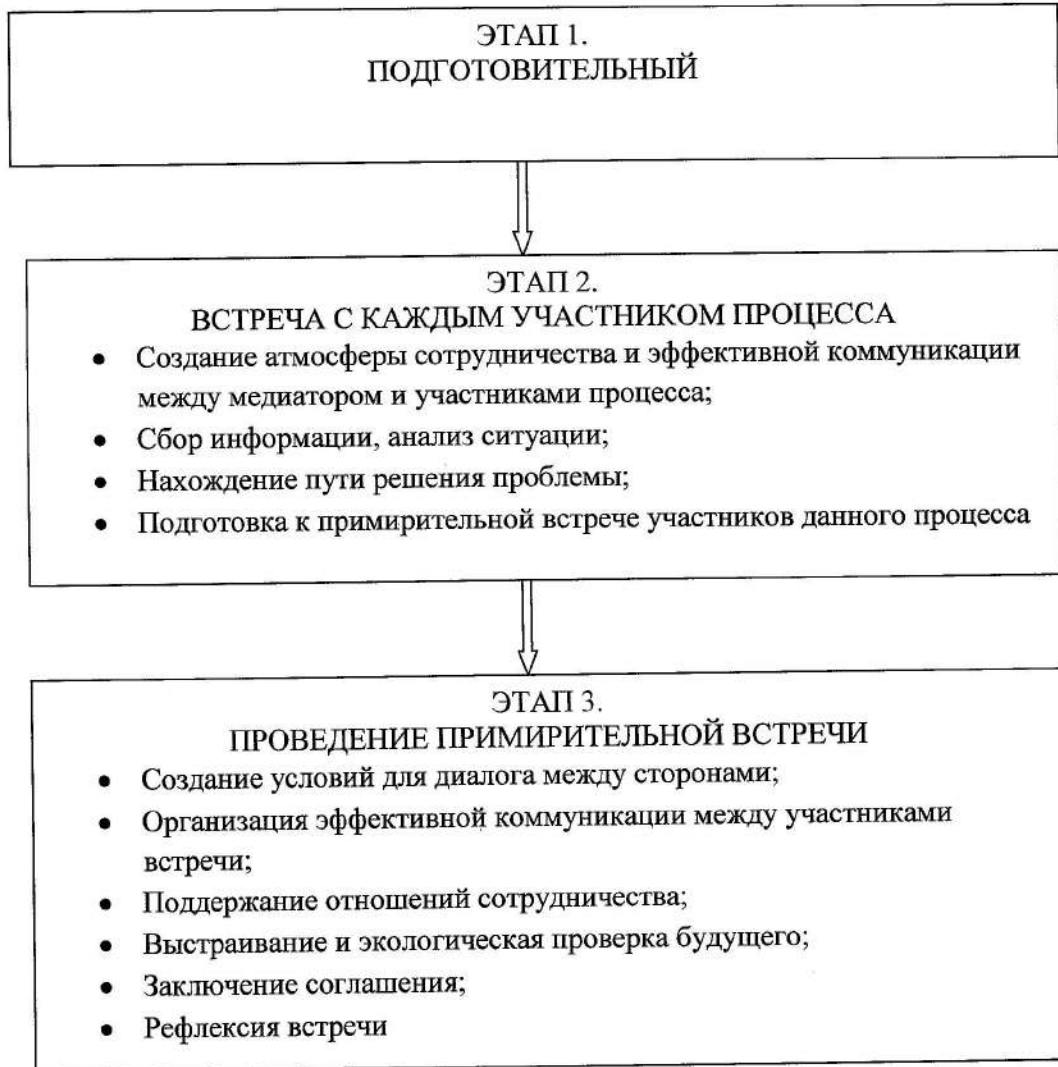 ЭТАП 1.
ПОДГОТОВИТЕЛЬНЫЙ
ЭТАП 2.
ВСТРЕЧА С КАЖДЫМ УЧАСТНИКОМ ПРОЦЕССА
• Создание атмосферы сотрудничества и эффективной коммуникации
между медиатором и участниками процесса;
• Сбор информации, анализ ситуации;
• Нахождение пути решения проблемы;
• Подготовка к примирительной встрече участников данного процесса
ЭТАП 3.
ПРОВЕДЕНИЕ ПРИМИРИТЕЛЬНОЙ ВСТРЕЧИ
• Создание условий для диалога между сторонами;
• Организация эффективной коммуникации между участниками
встречи;
• Поддержание отношений сотрудничества;
• Выстраивание и экологическая проверка будущего;
• Заключение соглашения;
• Рефлексия встречи